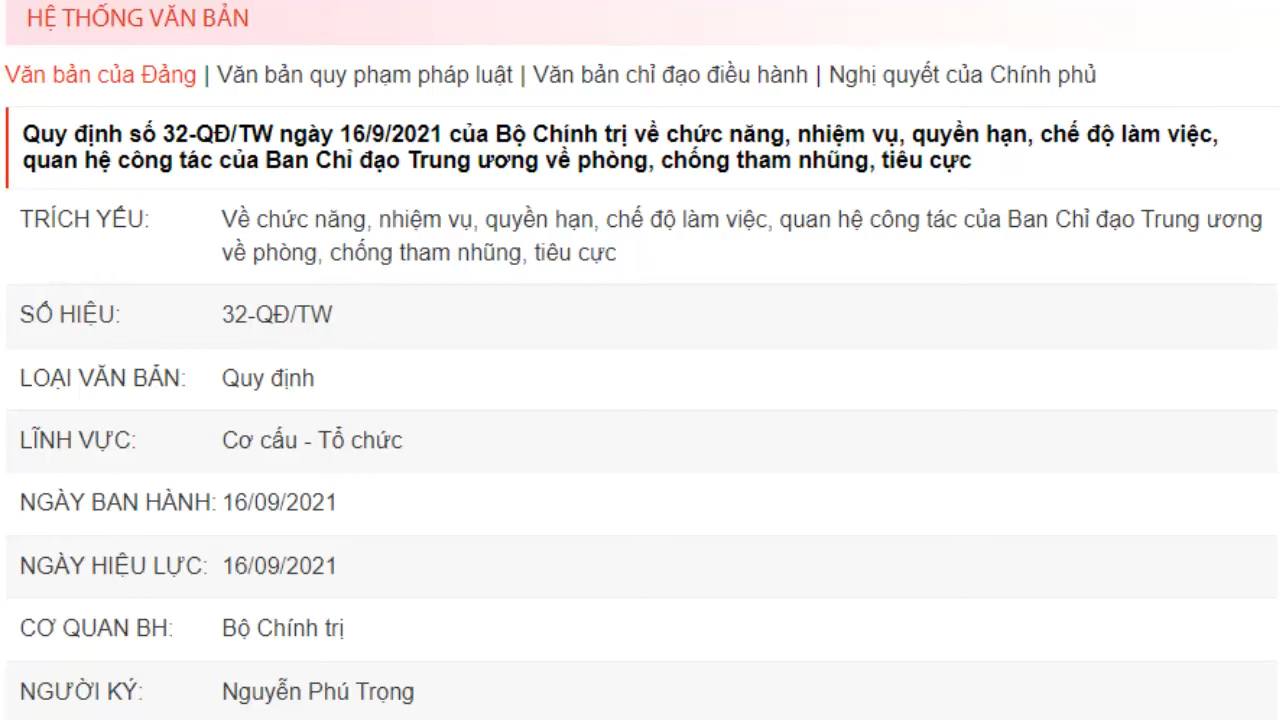 HỆ THỐNG VĂN BẢN
Văn bản của Đảng | Văn bản quy phạm pháp luật | Văn bản chỉ đạo điều hành | Nghị quyết của Chính phủ
Quy định số 32-QĐ/TW ngày 16/9/2021 của Bộ Chính trị về chức năng, nhiệm vụ, quyền hạn, chế độ làm việc,
quan hệ công tác của Ban Chỉ đạo Trung ương về phòng, chống tham nhũng, tiêu cực
TRÍCH YẾU: Về chức năng, nhiệm vụ, quyền hạn, chế độ làm việc, quan hệ công tác của Ban Chỉ đạo Trung ương
về phòng, chống tham nhũng, tiêu cực
SỐ HIỆU: 32-QĐ/TW
LOẠI VĂN BẢN: Quy định
LĨNH VỰC: Cơ cấu - Tổ chức
NGÀY BAN HÀNH: 16/09/2021
NGÀY HIỆU LỰC: 16/09/2021
CƠ QUAN BH: Bộ Chính trị
NGƯỜI KÝ: Nguyễn Phú Trọng